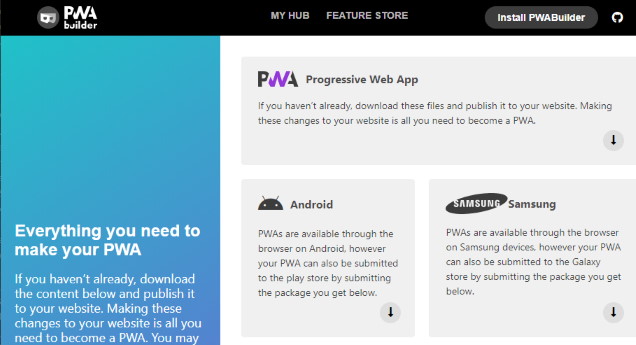 PWA
builder
MY HUB
FEATURE STORE
Install PWABuilder
Everything you need to
make your PWA
If you haven't already, download
the content below and publish it
to your website. Making these
changes to your website is all you
need to become a PWA. You may
PWA Progressive Web App
If you haven't already, download these files and publish it to your website. Making
these changes to your website is all you need to become a PWA.
Android
PWAs are available through the
browser on Android, however
your PWA can also be submitted
to the play store by submitting
the package you get below.
SAMSUNG Samsung
PWAs are available through the browser
on Samsung devices, however your PWA
can also be submitted to the Galaxy
store by submitting the package you get
below.